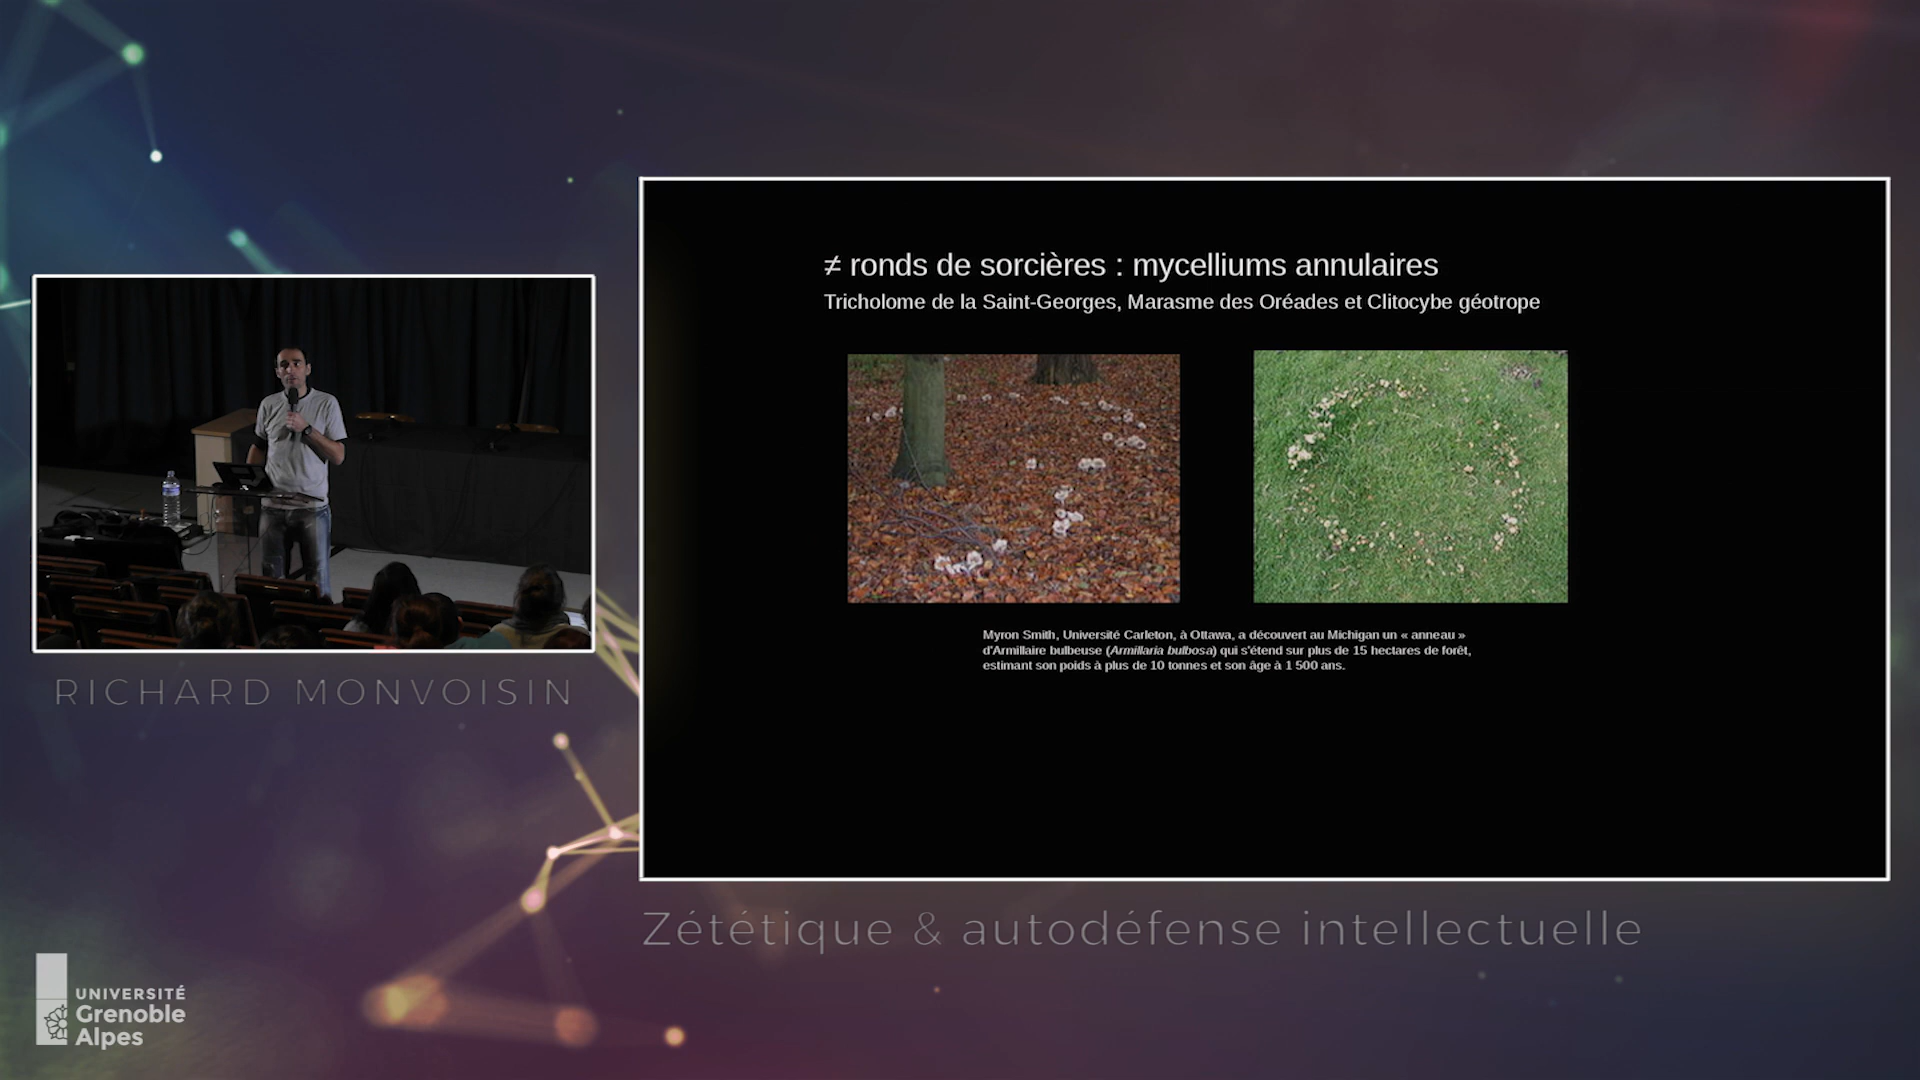 ≠ ronds de sorcières : mycelliums annulaires
Tricholome de la Saint-Georges, Marasme des Oréades et Clitocybe géotrope
Myron Smith, Université Carleton, à Ottawa, a découvert au Michigan un « anneau »
d'Armillaire bulbeuse (Armillaria bulbosa) qui s'étend sur plus de 15 hectares de forêt,
estimant son poids à plus de 10 tonnes et son âge à 1 500 ans.
RICHARD MONVOISIN
Zététique & autodéfense intellectuelle
UNIVERSITÉ
Grenoble
Alpes